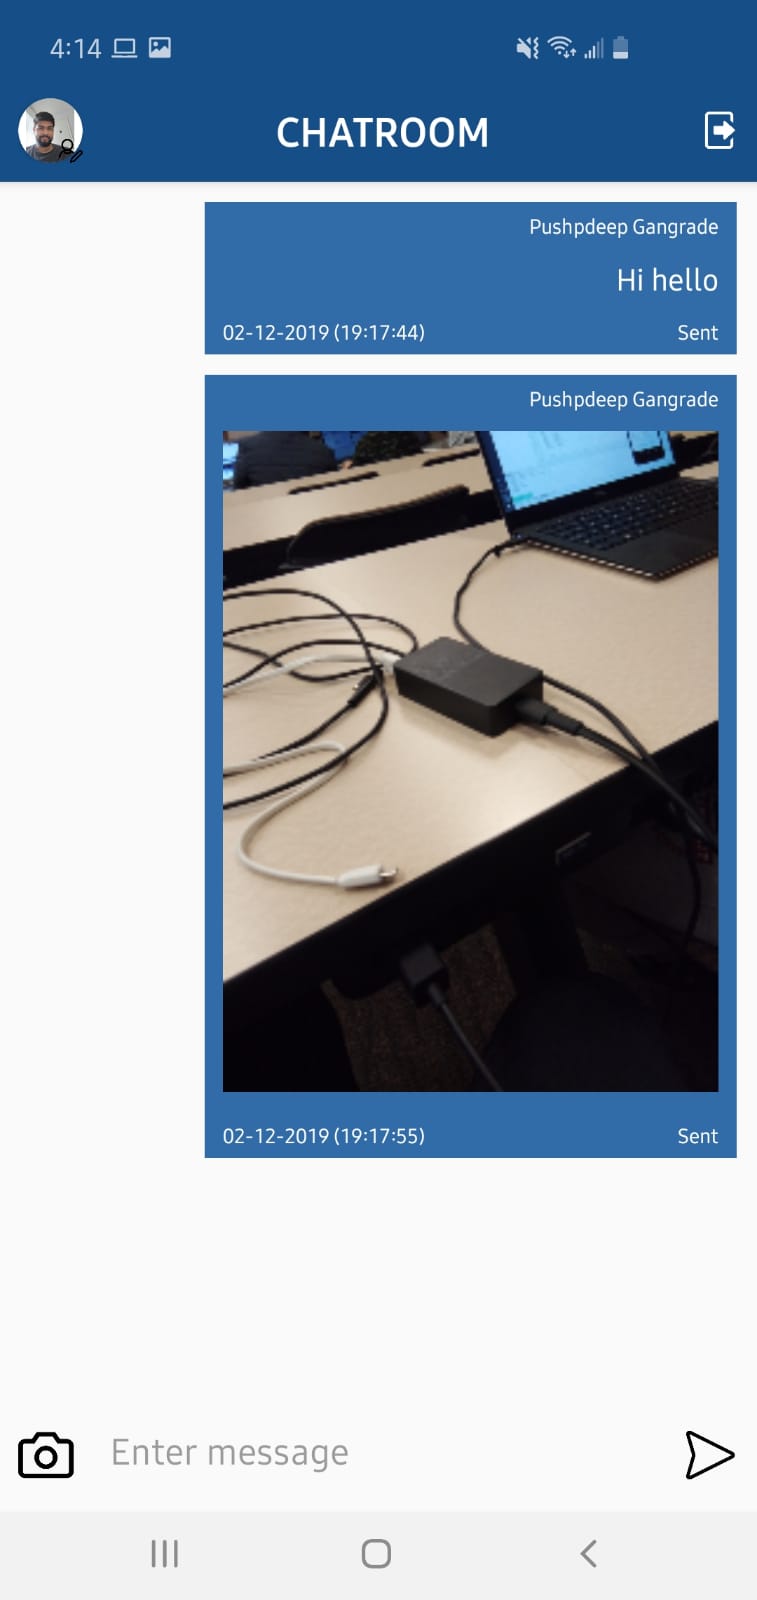 4:14
CHATROOM
Pushpdeep Gangrade
Hi hello
02-12-2019 (19:17:44) Sent
Pushpdeep Gangrade
02-12-2019 (19:17:55) Sent
Enter message